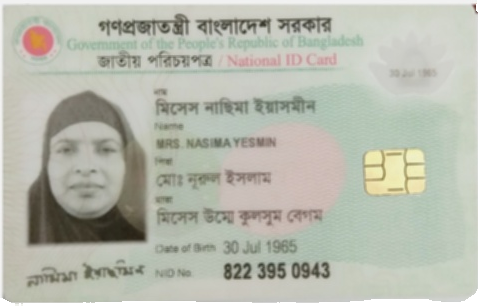 গণপ্রজাতন্ত্রী বাংলাদেশ সরকার
Government of the People's Republic of Bangladesh
জাতীয় পরিচয়পত্র / National ID Card
30 Jul 1965
নাম
মিসেস নাছিমা ইয়াসমীন
Name
MRS. NASIMA YESMIN
পিতা
মোঃ নূরুল ইসলাম
মাতা
মিসেস উম্মে কুলসুম বেগম
Date of Birth 30 Jul 1965
NID No. 822 395 0943
নাছিমা ইয়াছমিন